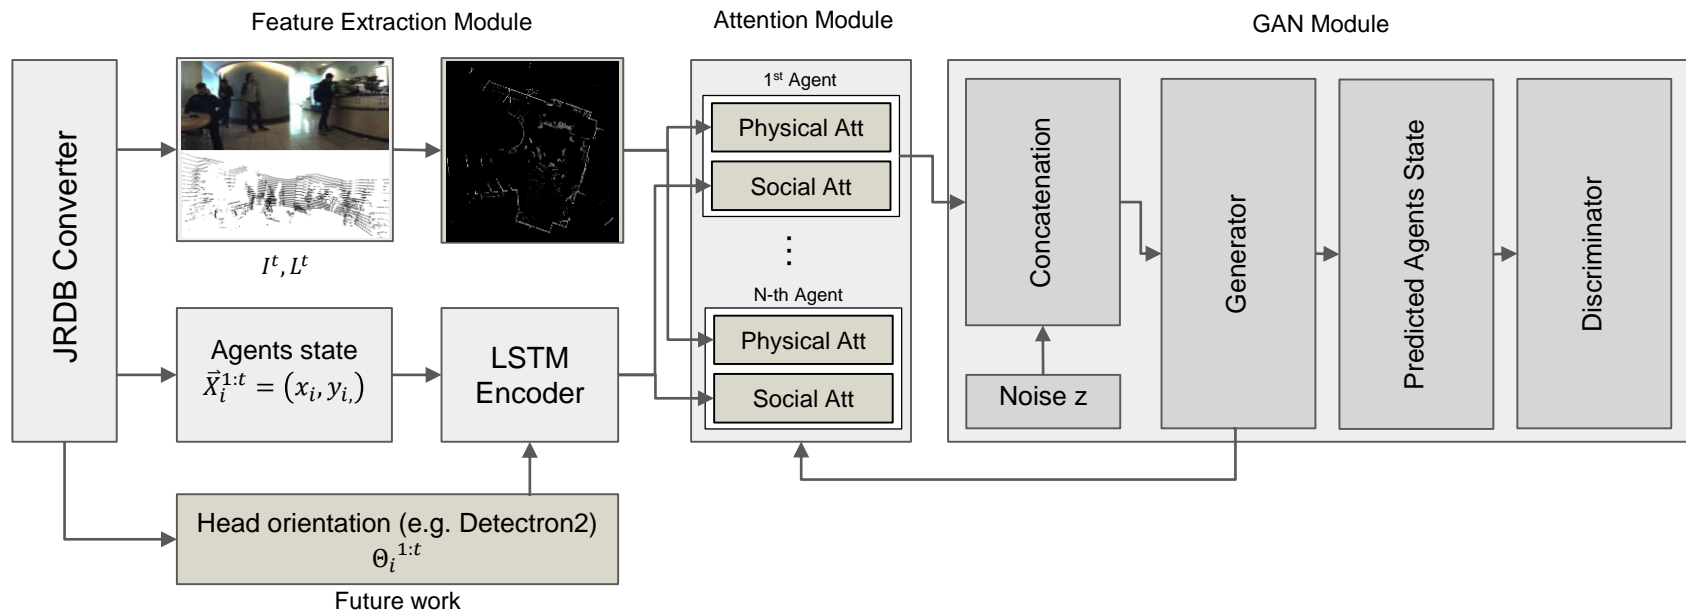 Feature Extraction Module
Attention Module
GAN Module
JRDB Converter
I^t, L^t
Agents state
X⃗_i^{1:t} = (x_i, y_{i,})
LSTM
Encoder
Head orientation (e.g. Detectron2)
Θ_i^{1:t}
Future work
1st Agent
Physical Att
Social Att
⋮
N-th Agent
Physical Att
Social Att
Concatenation
Noise z
Generator
Predicted Agents State
Discriminator